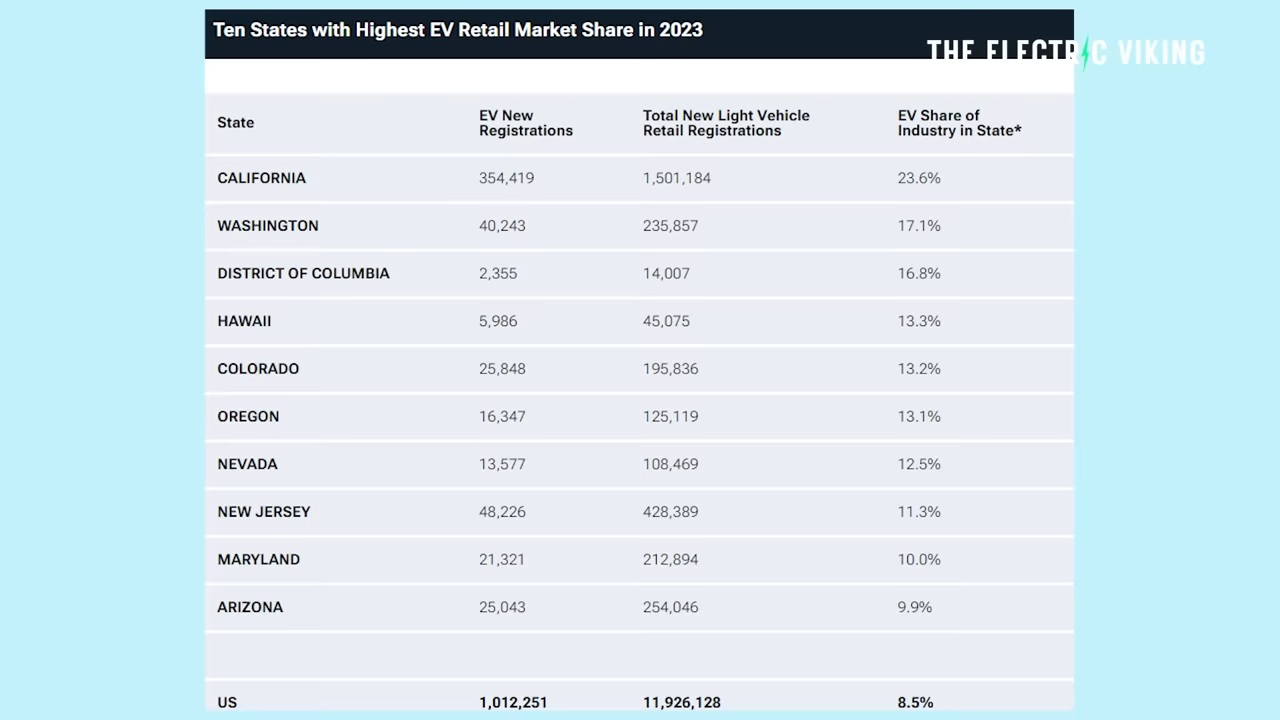 Ten States with Highest EV Retail Market Share in 2023
THE ELECTRIC VIKING
State EV New Registrations Total New Light Vehicle Retail Registrations EV Share of Industry in State*
CALIFORNIA 354,419 1,501,184 23.6%
WASHINGTON 40,243 235,857 17.1%
DISTRICT OF COLUMBIA 2,355 14,007 16.8%
HAWAII 5,986 45,075 13.3%
COLORADO 25,848 195,836 13.2%
OREGON 16,347 125,119 13.1%
NEVADA 13,577 108,469 12.5%
NEW JERSEY 48,226 428,389 11.3%
MARYLAND 21,321 212,894 10.0%
ARIZONA 25,043 254,046 9.9%
US 1,012,251 11,926,128 8.5%